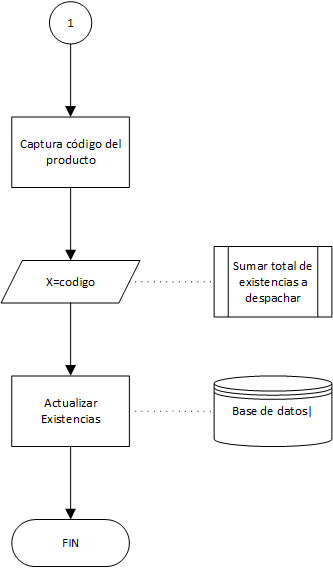 1
Captura código del
producto
X=codigo
Sumar total de
existencias a
despachar
Actualizar
Existencias
Base de datos|
FIN